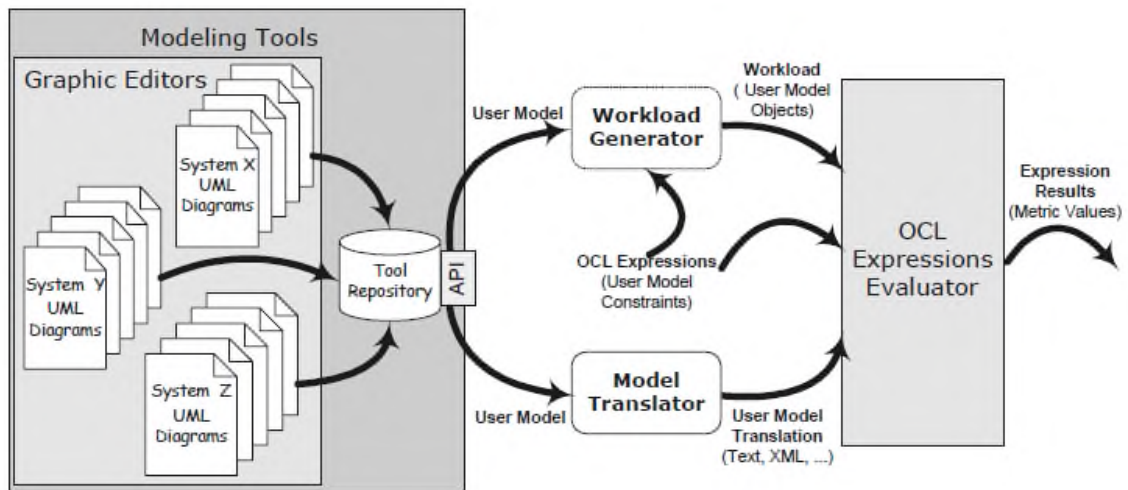 Modeling Tools
Graphic Editors
System X
UML
Diagrams
System Y
UML
Diagrams
System Z
UML
Diagrams
Tool
Repository
API
User Model
User Model
Workload
Generator
OCL Expressions
(User Model
Constraints)
Model
Translator
Workload
( User Model
Objects)
User Model
Translation
(Text, XML, ...)
OCL
Expressions
Evaluator
Expression
Results
(Metric Values)